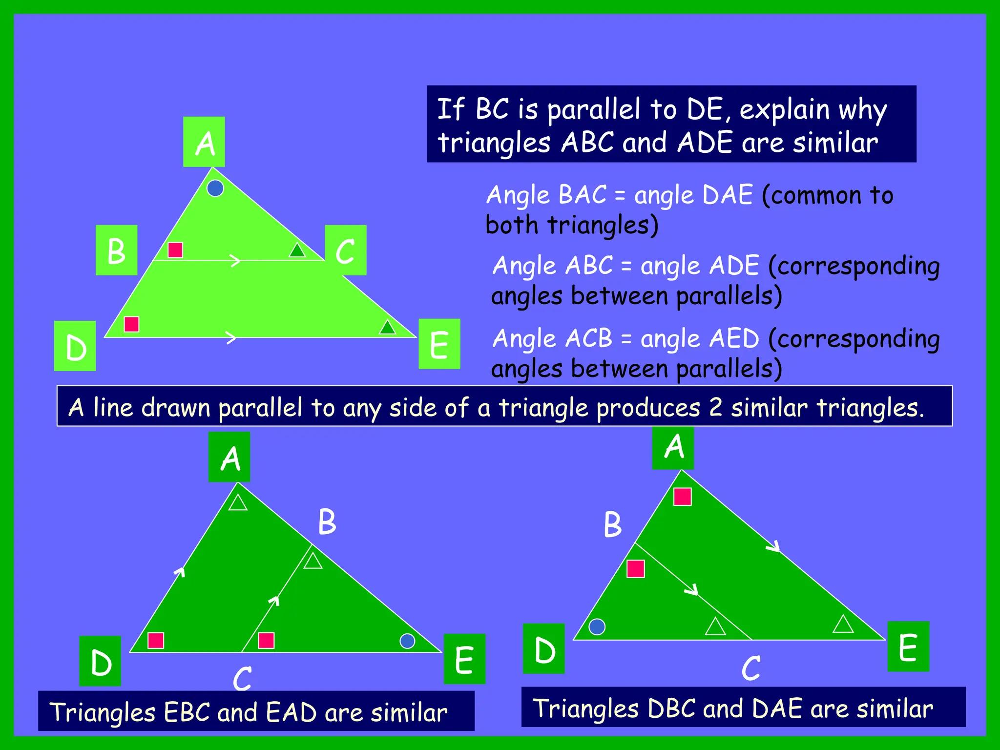 If BC is parallel to DE, explain why
triangles ABC and ADE are similar
A
B
C
D
E
Angle BAC = angle DAE (common to
both triangles)
Angle ABC = angle ADE (corresponding
angles between parallels)
Angle ACB = angle AED (corresponding
angles between parallels)
A line drawn parallel to any side of a triangle produces 2 similar triangles.
A
B
D
C
E
Triangles EBC and EAD are similar
A
B
D
C
E
Triangles DBC and DAE are similar